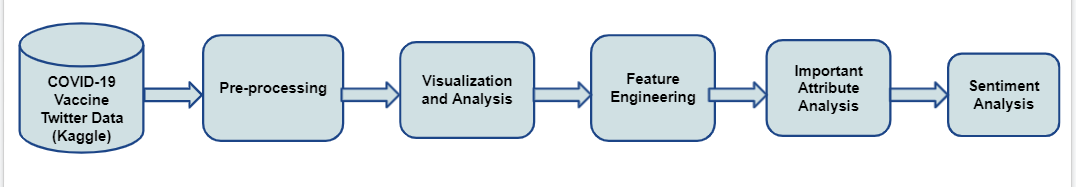 COVID-19
Vaccine
Twitter Data
(Kaggle)
Pre-processing
Visualization
and Analysis
Feature
Engineering
Important
Attribute
Analysis
Sentiment
Analysis